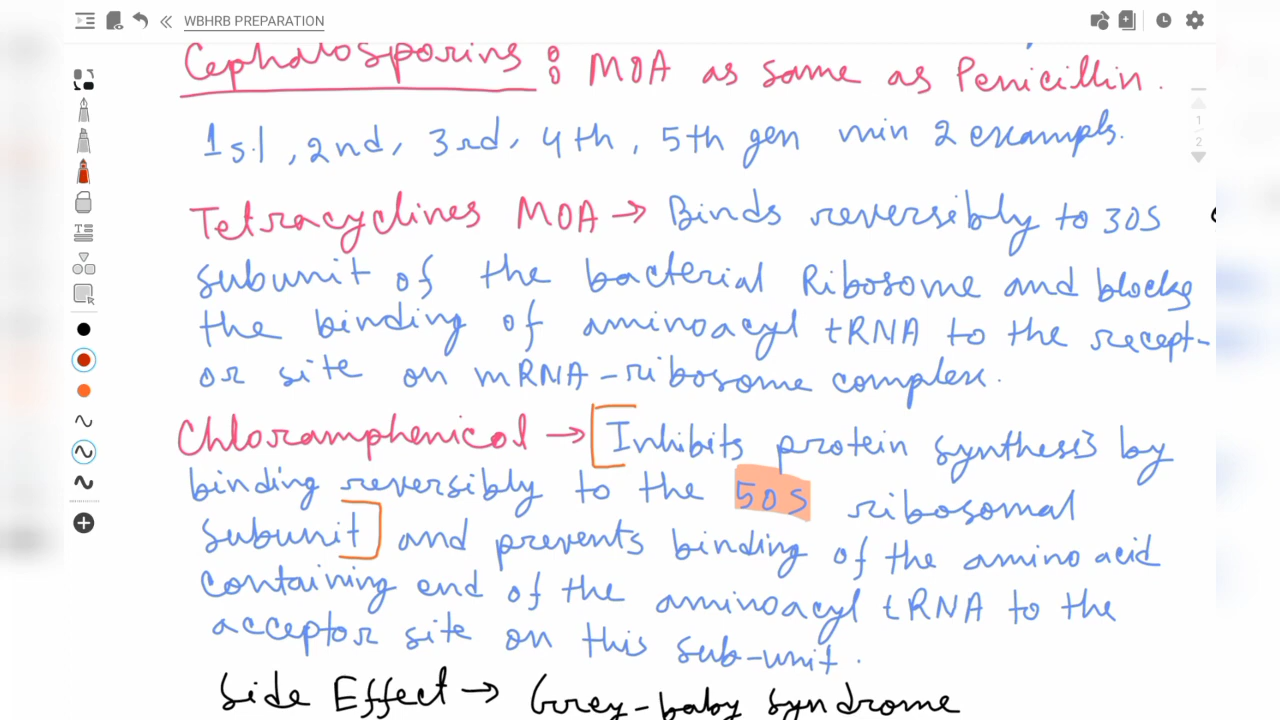 WBHRB PREPARATION
Cephalosporins : MOA as same as Penicillin.
1st, 2nd, 3rd, 4th, 5th gen min 2 exampls.
Tetracyclines MOA → Binds reversibly to 30S
subunit of the bacterial Ribosome and blocks
the binding of aminoacyl tRNA to the recept-
or site on mRNA-ribosome complex.
Chloramphenicol → [Inhibits protein synthesis by
binding reversibly to the 50S ribosomal
subunit] and prevents binding of the amino acid
containing end of the aminoacyl tRNA to the
acceptor site on this sub-unit.
Side Effect → Grey-baby syndrome
1
2